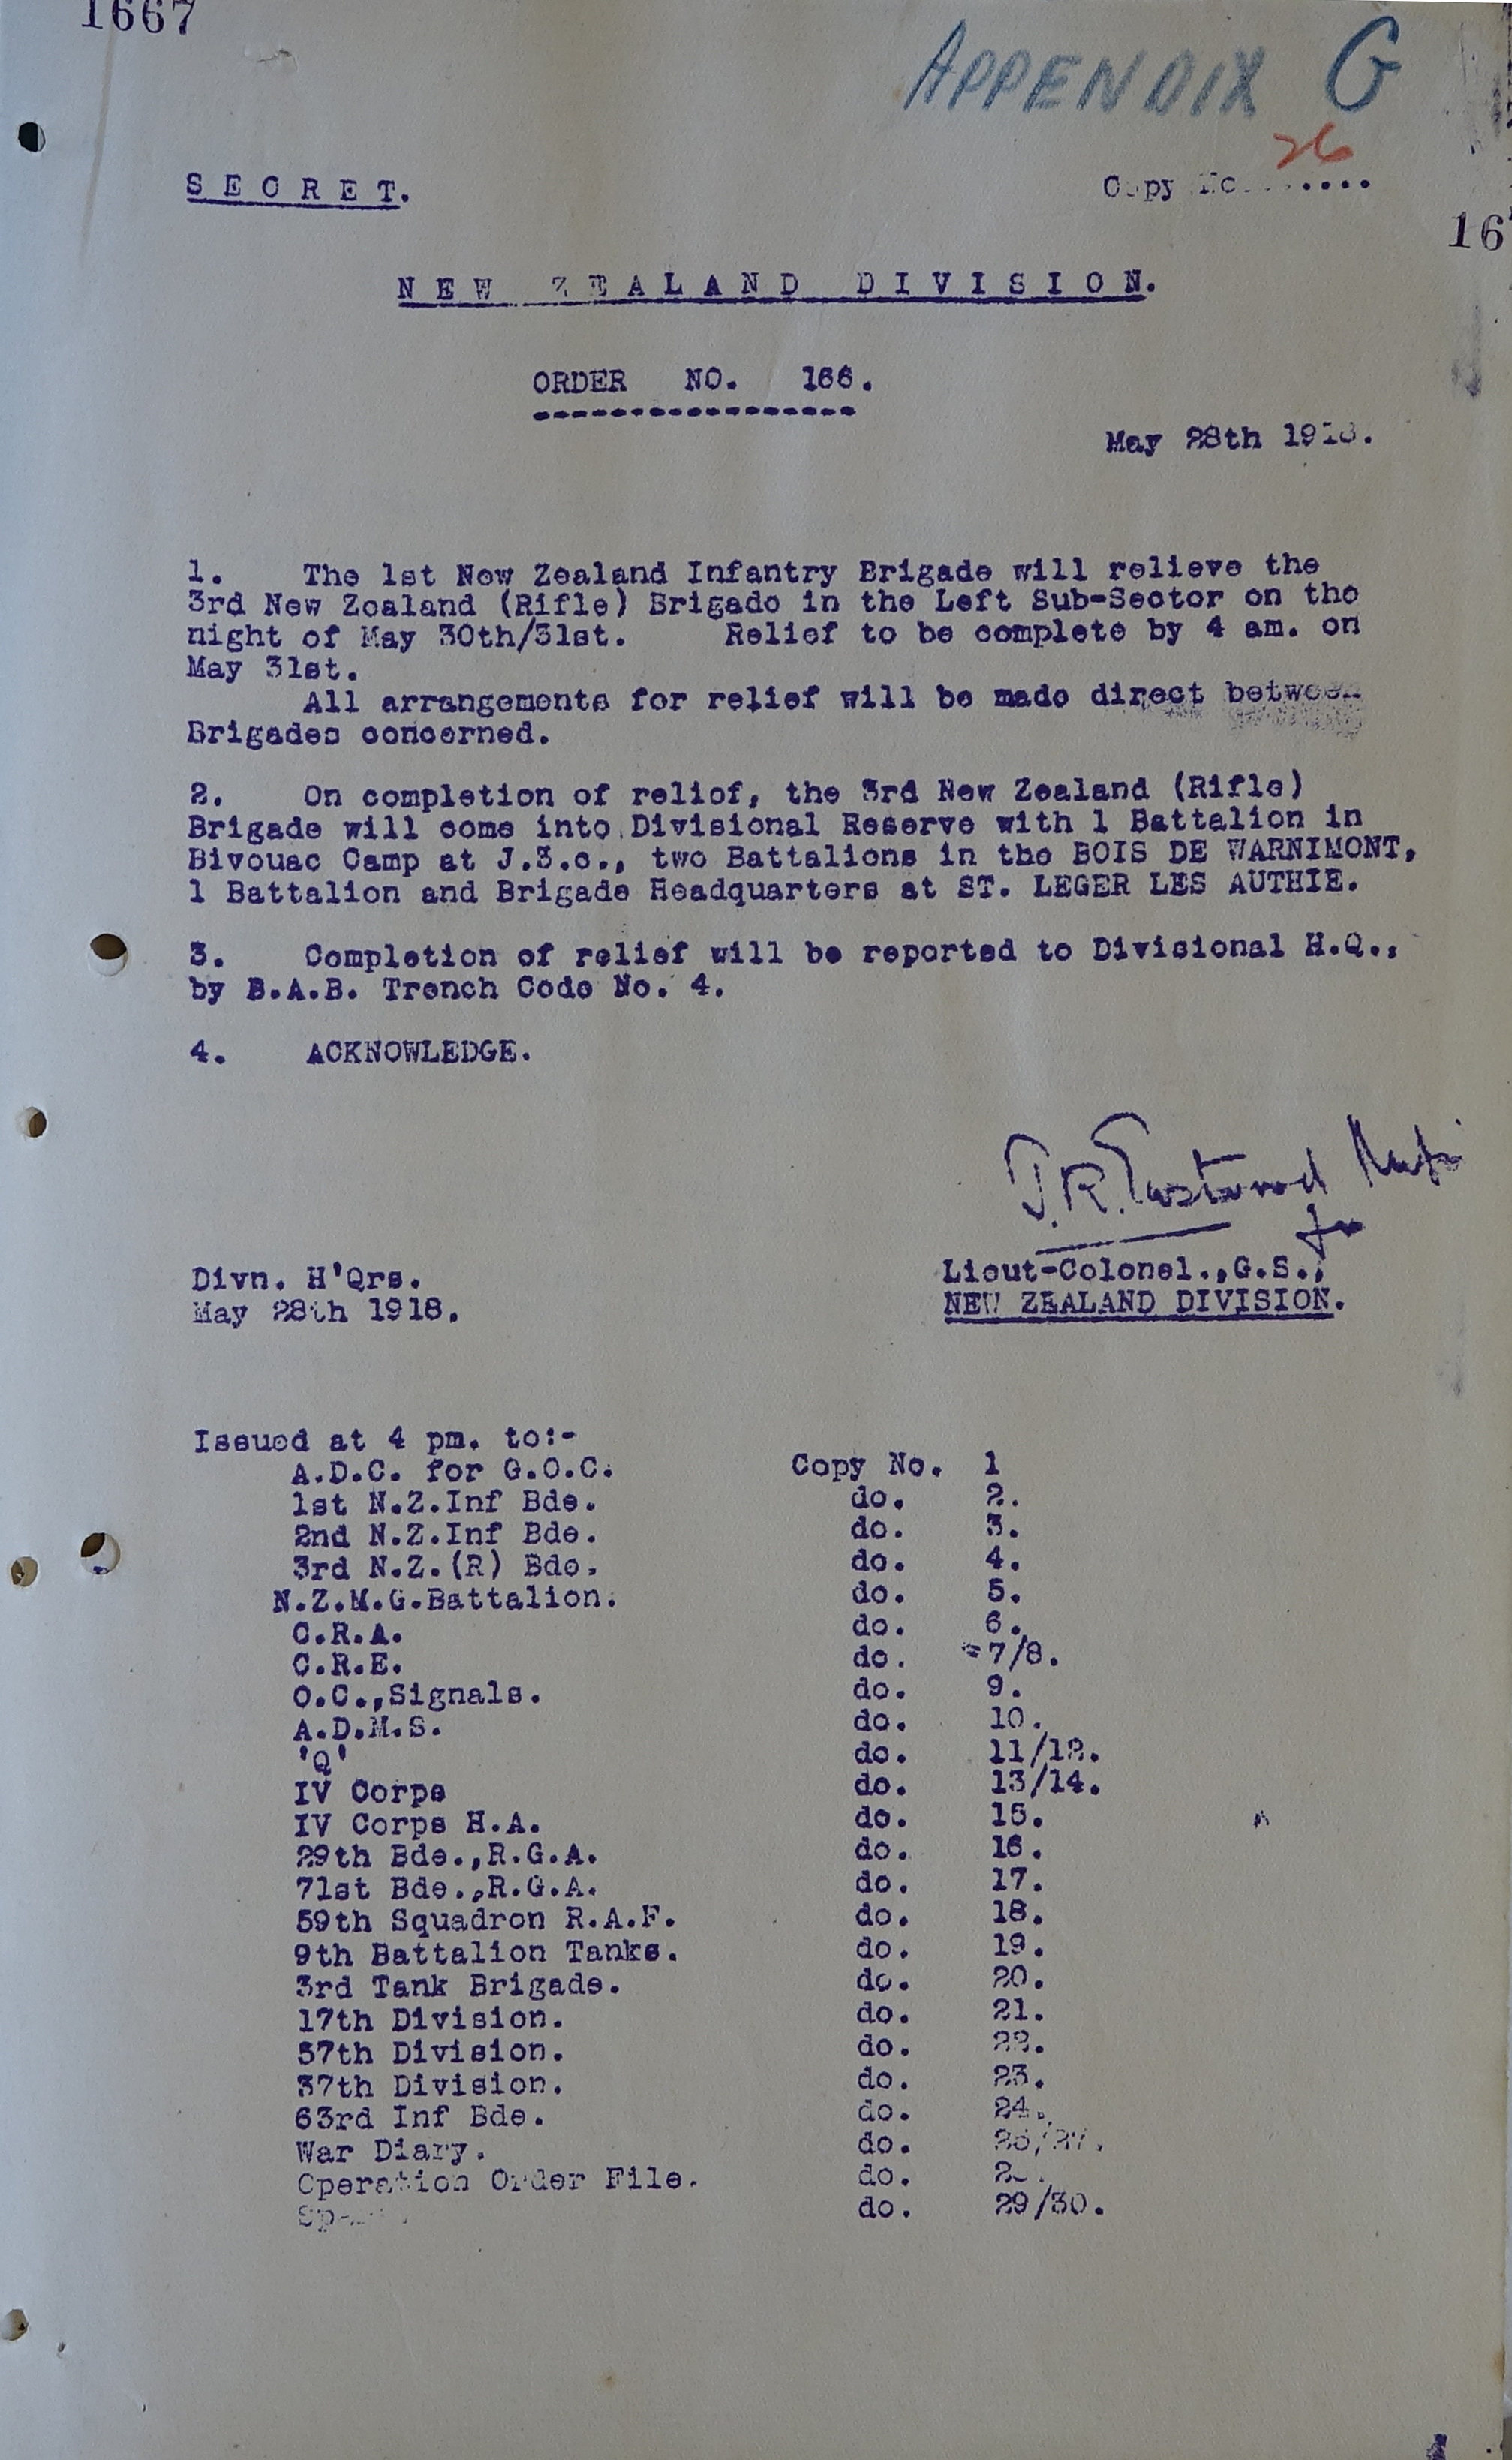 1667
APPENDIX G
26
SECRET.
Copy No.......
16
NEW ZEALAND DIVISION.
ORDER NO. 166.
May 28th 1918.
1. The 1st New Zealand Infantry Brigade will relieve the
3rd New Zealand (Rifle) Brigade in the Left Sub-Sector on the
night of May 30th/31st. Relief to be complete by 4 am. on
May 31st.
All arrangements for relief will be made direct between
Brigades concerned.
2. On completion of relief, the 3rd New Zealand (Rifle)
Brigade will come into Divisional Reserve with 1 Battalion in
Bivouac Camp at J.3.c., two Battalions in the BOIS DE WARNIMONT,
1 Battalion and Brigade Headquarters at ST. LEGER LES AUTHIE.
3. Completion of relief will be reported to Divisional H.Q.,
by B.A.B. Trench Code No. 4.
4. ACKNOWLEDGE.
T.R. Eastwood Major
for
Divn. H'Qrs. Lieut-Colonel.,G.S.,
May 28th 1918. NEW ZEALAND DIVISION.
Issued at 4 pm. to:-
A.D.C. for G.O.C. Copy No. 1
1st N.Z.Inf Bde. do. 2.
2nd N.Z.Inf Bde. do. 3.
3rd N.Z.(R) Bde. do. 4.
N.Z.M.G.Battalion. do. 5.
C.R.A. do. 6.
C.R.E. do. 7/8.
O.C.,Signals. do. 9.
A.D.M.S. do. 10.
'Q' do. 11/12.
IV Corps do. 13/14.
IV Corps H.A. do. 15.
29th Bde.,R.G.A. do. 16.
71st Bde.,R.G.A. do. 17.
59th Squadron R.A.F. do. 18.
9th Battalion Tanks. do. 19.
3rd Tank Brigade. do. 20.
17th Division. do. 21.
57th Division. do. 22.
37th Division. do. 23.
63rd Inf Bde. do. 24.
War Diary. do.
Operation Order File. do.
do. 29/30.